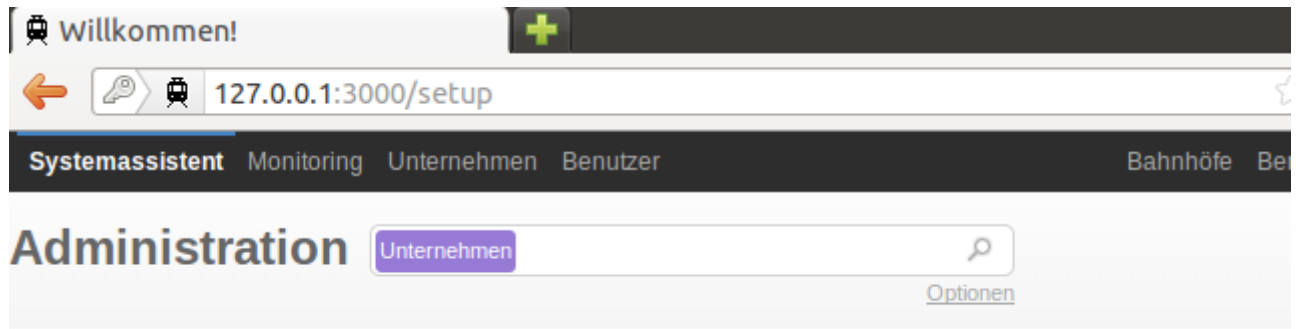 Willkommen!
127.0.0.1:3000/setup
Systemassistent Monitoring Unternehmen Benutzer Bahnhöfe
Administration Unternehmen
Optionen